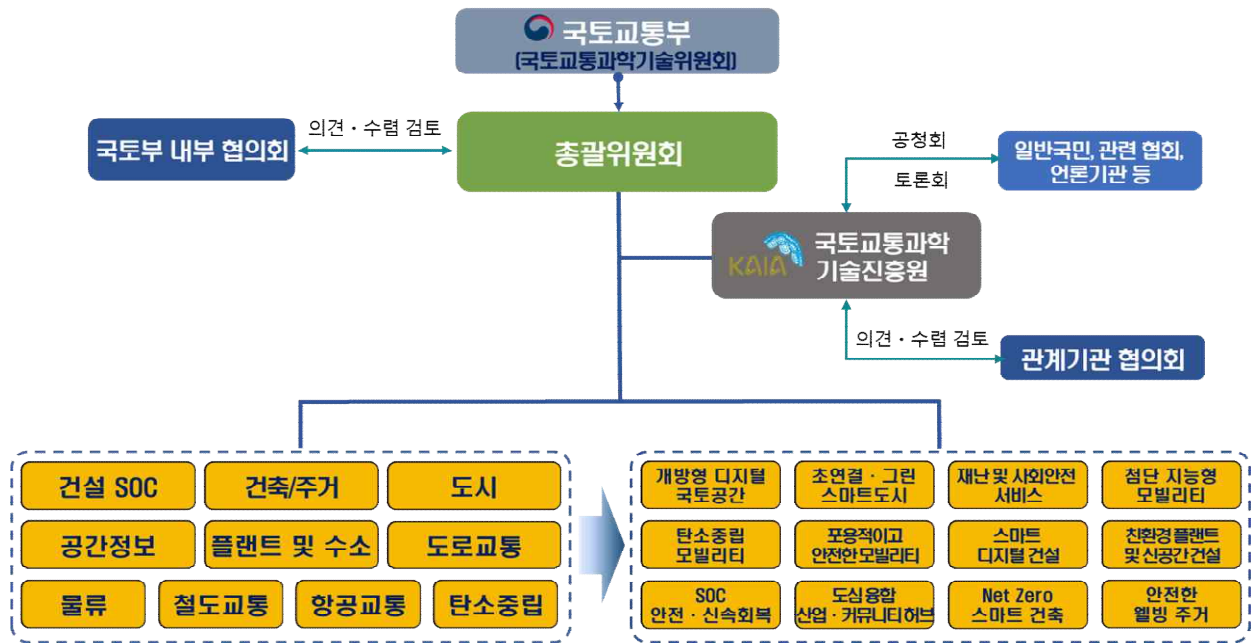 국토교통부
(국토교통과학기술위원회)
국토부 내부 협의회
의견・수렴 검토
총괄위원회
공청회
토론회
일반국민, 관련 협회,
언론기관 등
KAIA
국토교통과학
기술진흥원
의견・수렴 검토
관계기관 협의회
건설 SOC
건축/주거
도시
공간정보
플랜트 및 수소
도로교통
물류
철도교통
항공교통
탄소중립
개방형 디지털
국토공간
초연결・그린
스마트도시
재난 및 사회안전
서비스
첨단 지능형
모빌리티
탄소중립
모빌리티
포용적이고
안전한 모빌리티
스마트
디지털 건설
친환경 플랜트
및 신공간 건설
SOC
안전・신속회복
도심융합
산업・커뮤니티 허브
Net Zero
스마트 건축
안전한
웰빙 주거